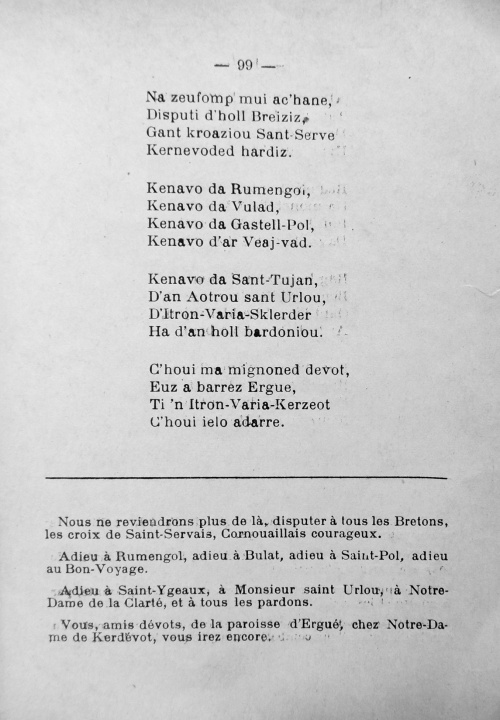 — 99 —
Na zeufomp mui ac'hane,
Disputi d'holl Breiziz,
Gant kroaziou Sant-Serve
Kernevoded hardiz.
Kenavo da Rumengol,
Kenavo da Vulad,
Kenavo da Gastell-Pol,
Kenavo d'ar Veaj-vad.
Kenavo da Sant-Tujan,
D'an Aotrou sant Urlou,
D'Itron-Varia-Sklerder
Ha d'an holl bardoniou.
C'houi ma mignoned devot,
Euz a barrez Ergue,
Ti 'n Itron-Varia-Kerzeot
C'houi ielo adarre.
Nous ne reviendrons plus de là, disputer à tous les Bretons,
les croix de Saint-Servais, Cornouaillais courageux.
Adieu à Rumengol, adieu à Bulat, adieu à Saint-Pol, adieu
au Bon-Voyage.
Adieu à Saint-Ygeaux, à Monsieur saint Urlou, à Notre-
Dame de la Clarté, et à tous les pardons.
Vous, amis dévots, de la paroisse d'Ergué, chez Notre-Da-
me de Kerdévot, vous irez encore.